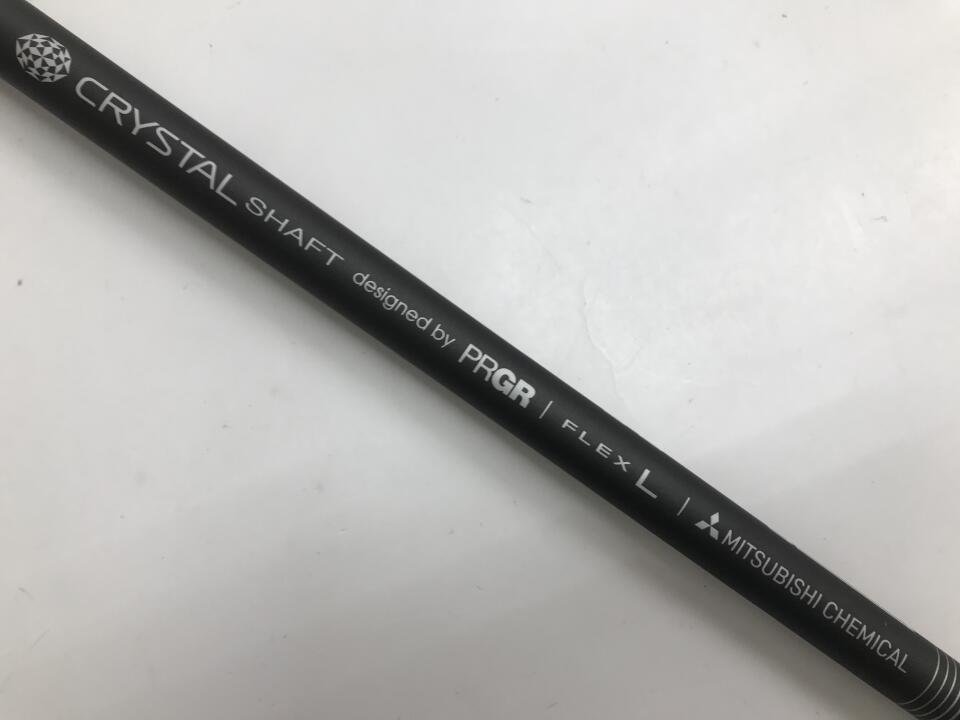 CRYSTAL SHAFT designed by PRGR | FLEX L | MITSUBISHI CHEMICAL